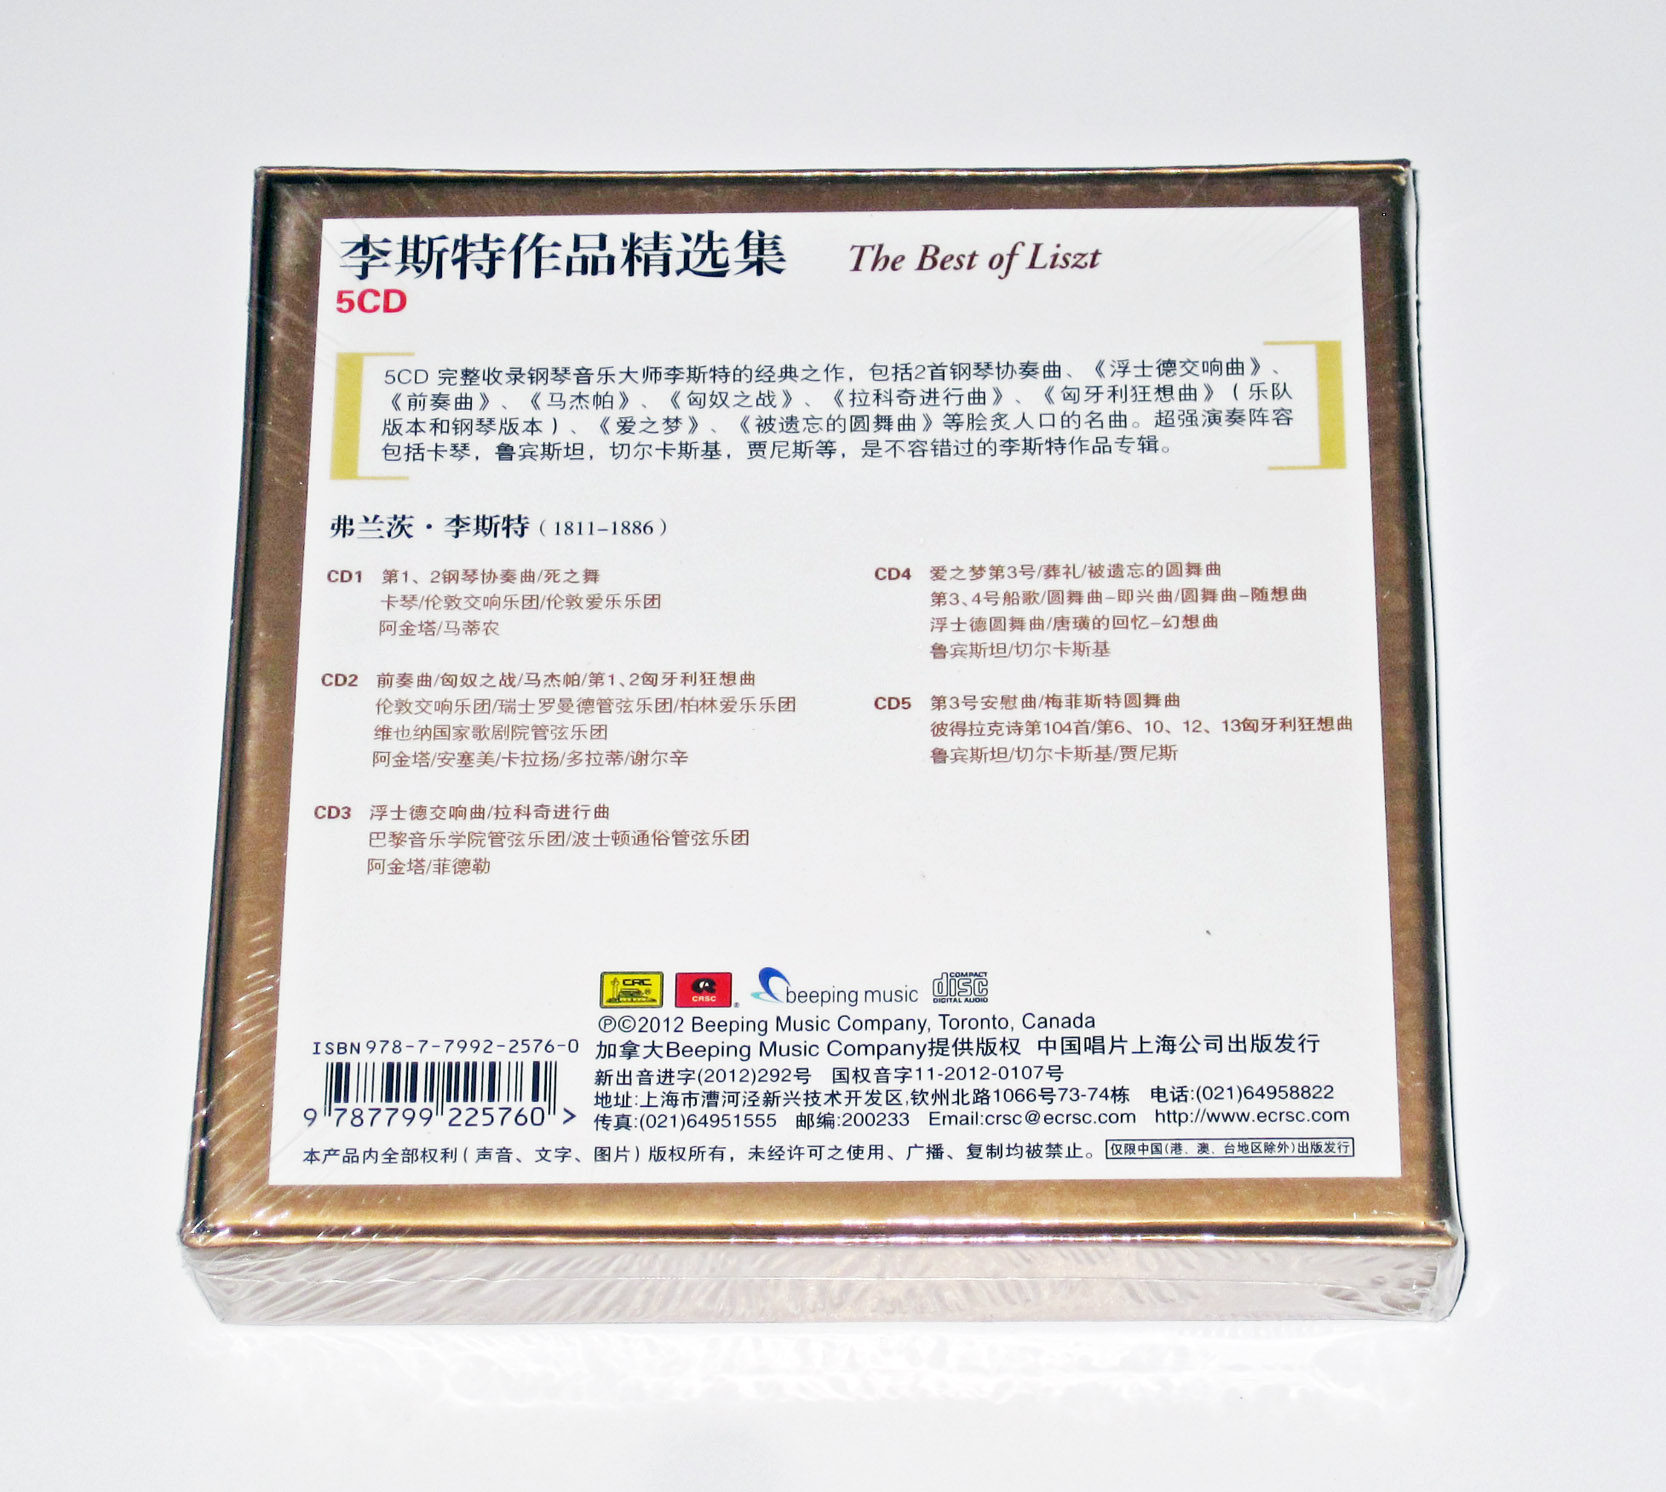 李斯特作品精选集 The Best of Liszt
5CD
5CD 完整收录钢琴音乐大师李斯特的经典之作，包括2首钢琴协奏曲、《浮士德交响曲》、
《前奏曲》、《马杰帕》、《匈奴之战》、《拉科奇进行曲》、《匈牙利狂想曲》（乐队
版本和钢琴版本）、《爱之梦》、《被遗忘的圆舞曲》等脍炙人口的名曲。超强演奏阵容
包括卡琴，鲁宾斯坦，切尔卡斯基，贾尼斯等，是不容错过的李斯特作品专辑。
弗兰茨·李斯特（1811-1886）
CD1 第1、2钢琴协奏曲/死之舞
卡琴/伦敦交响乐团/伦敦爱乐乐团
阿金塔/马蒂农
CD2 前奏曲/匈奴之战/马杰帕/第1、2匈牙利狂想曲
伦敦交响乐团/瑞士罗曼德管弦乐团/柏林爱乐乐团
维也纳国家歌剧院管弦乐团
阿金塔/安塞美/卡拉扬/多拉蒂/谢尔辛
CD3 浮士德交响曲/拉科奇进行曲
巴黎音乐学院管弦乐团/波士顿通俗管弦乐团
阿金塔/菲德勒
CD4 爱之梦第3号/葬礼/被遗忘的圆舞曲
第3、4号船歌/圆舞曲-即兴曲/圆舞曲-随想曲
浮士德圆舞曲/唐璜的回忆-幻想曲
鲁宾斯坦/切尔卡斯基
CD5 第3号安慰曲/梅菲斯特圆舞曲
彼得拉克诗第104首/第6、10、12、13匈牙利狂想曲
鲁宾斯坦/切尔卡斯基/贾尼斯
CRC ® CRSC ® beeping music COMPACT disc DIGITAL AUDIO
℗©2012 Beeping Music Company, Toronto, Canada
加拿大Beeping Music Company提供版权 中国唱片上海公司出版发行
新出音进字(2012)292号 国权音字11-2012-0107号
地址:上海市漕河泾新兴技术开发区,钦州北路1066号73-74栋 电话:(021)64958822
传真:(021)64951555 邮编:200233 Email:crsc@ecrsc.com http://www.ecrsc.com
ISBN 978-7-7992-2576-0
9 787799 225760 >
本产品内全部权利（声音、文字、图片）版权所有，未经许可之使用、广播、复制均被禁止。 仅限中国(港、澳、台地区除外)出版发行